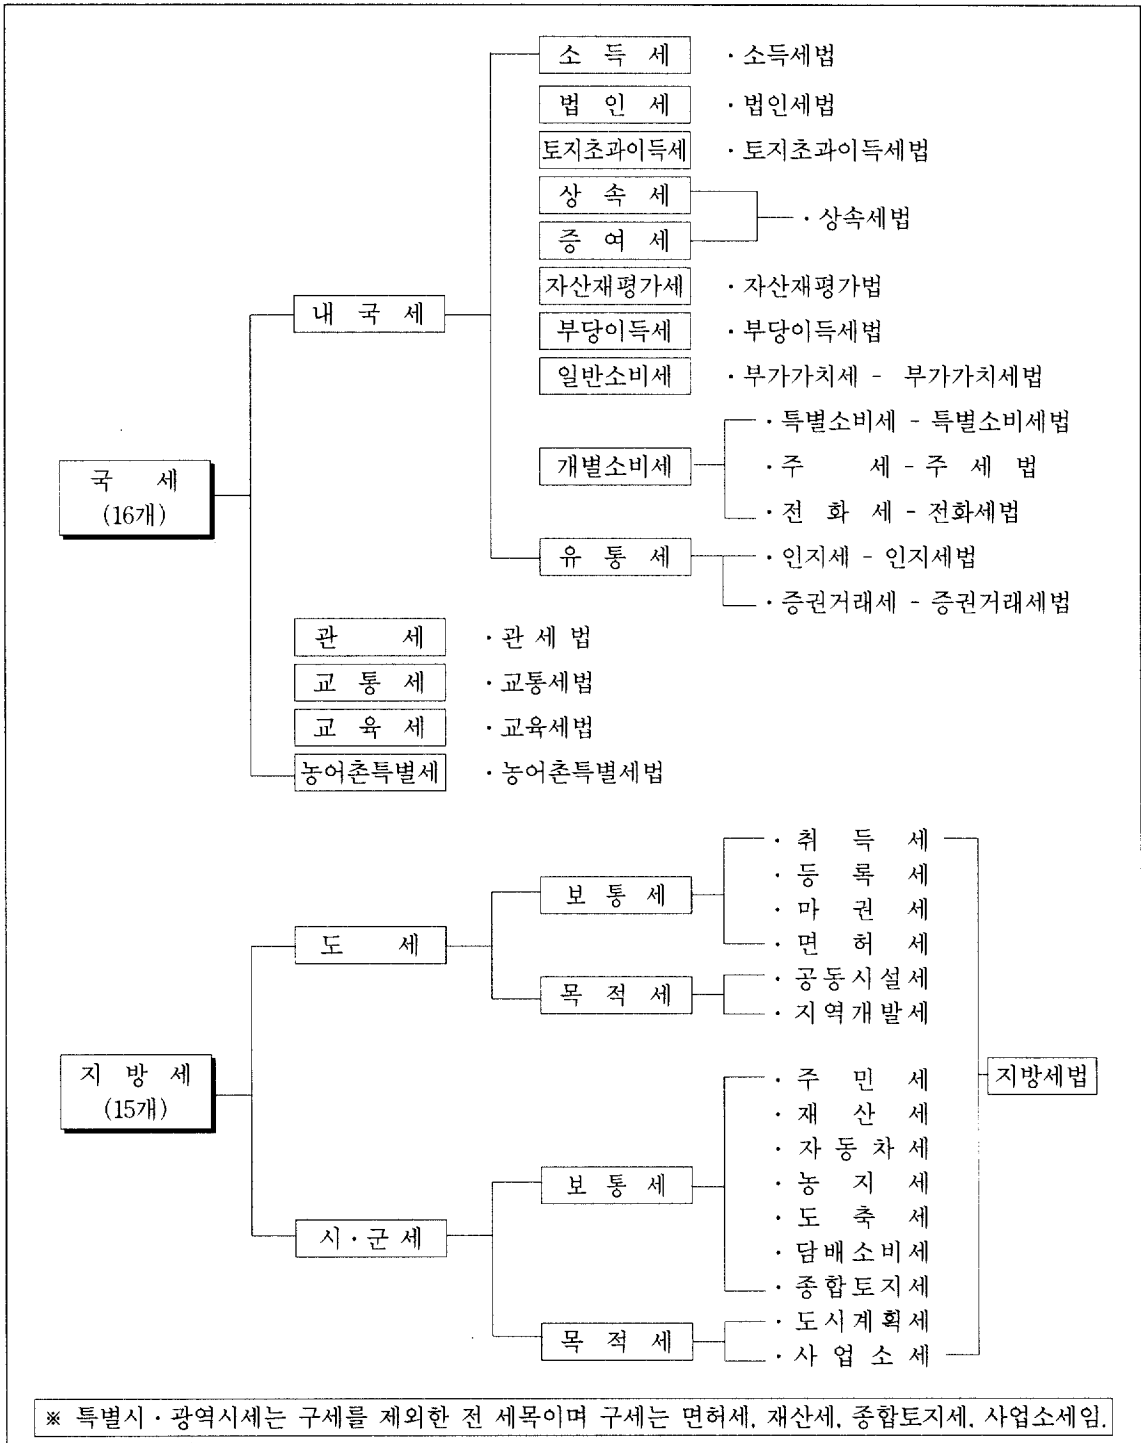 소 득 세 · 소득세법
법 인 세 · 법인세법
토지초과이득세 · 토지초과이득세법
상 속 세
· 상속세법
증 여 세
자산재평가세 · 자산재평가법
내 국 세
부당이득세 · 부당이득세법
일반소비세 · 부가가치세 - 부가가치세법
· 특별소비세 - 특별소비세법
국 세
(16개)
개별소비세 · 주 세 - 주 세 법
· 전 화 세 - 전화세법
유 통 세 · 인지세 - 인지세법
· 증권거래세 - 증권거래세법
관 세 · 관 세 법
교 통 세 · 교통세법
교 육 세 · 교육세법
농어촌특별세 · 농어촌특별세법
· 취 득 세
· 등 록 세
보 통 세
· 마 권 세
· 면 허 세
도 세
· 공동시설세
목 적 세
· 지역개발세
지 방 세
(15개)
· 주 민 세
지방세법
· 재 산 세
· 자 동 차 세
보 통 세
· 농 지 세
· 도 축 세
시 · 군 세
· 담배소비세
· 종합토지세
· 도시계획세
목 적 세
· 사 업 소 세
※ 특별시 · 광역시세는 구세를 제외한 전 세목이며 구세는 면허세, 재산세, 종합토지세, 사업소세임.